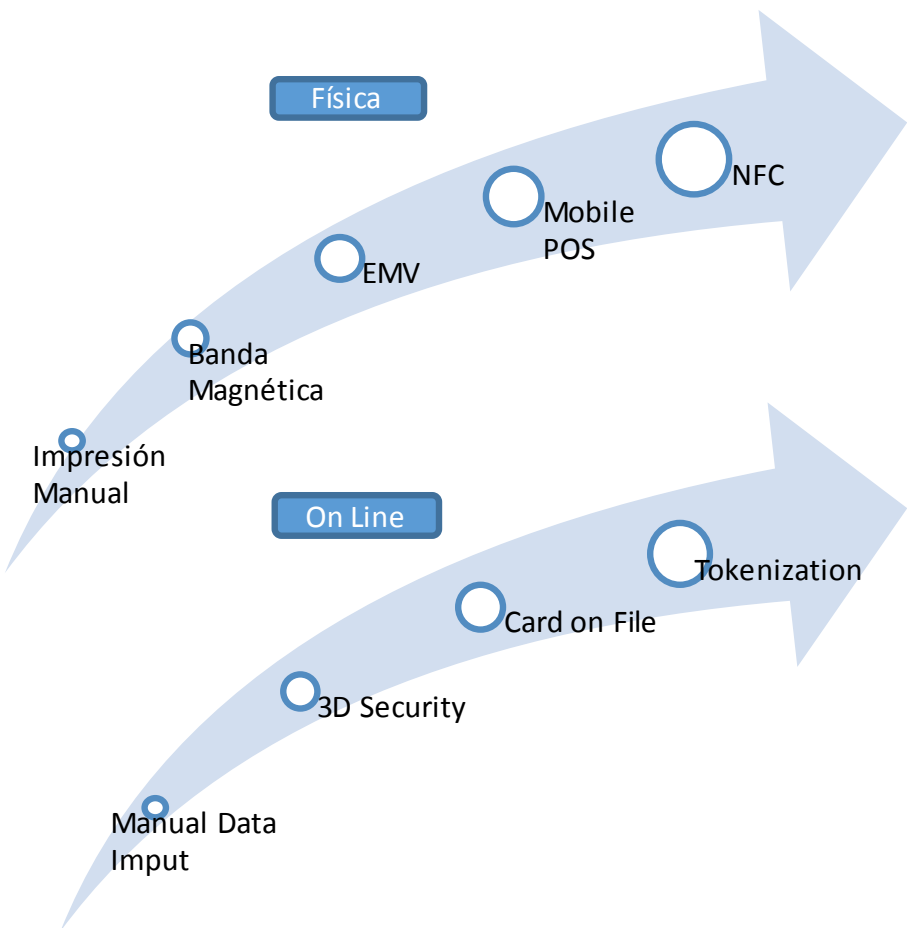 Física
NFC
Mobile
POS
EMV
Banda
Magnética
Impresión
Manual
On Line
Tokenization
Card on File
3D Security
Manual Data
Imput